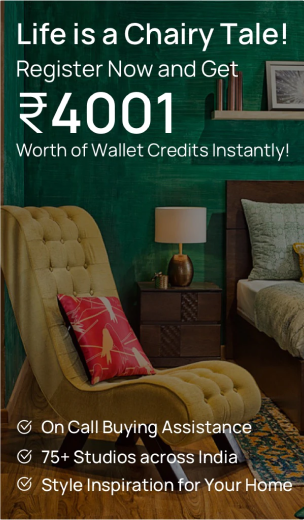 Life is a Chairy Tale!
Register Now and Get
₹4001
Worth of Wallet Credits Instantly!
On Call Buying Assistance
75+ Studios across India
Style Inspiration for Your Home